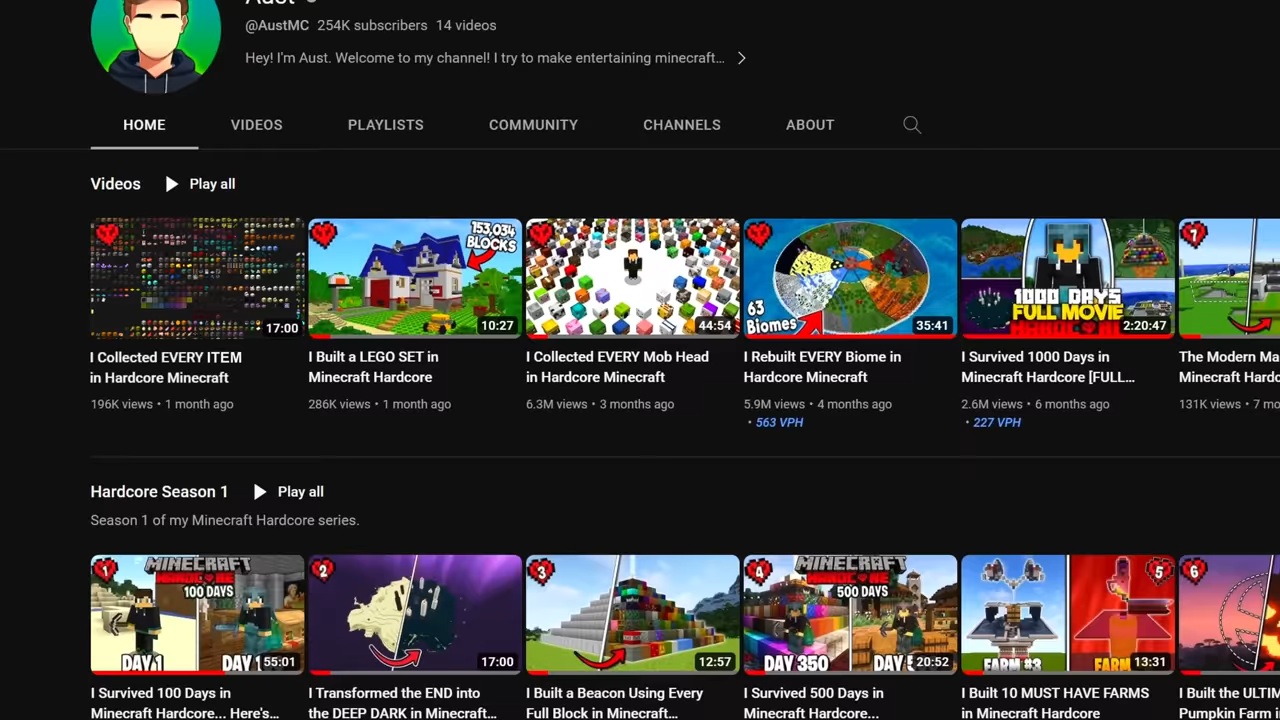 Aust
@AustMC 254K subscribers 14 videos
Hey! I'm Aust. Welcome to my channel! I try to make entertaining minecraft...
HOME VIDEOS PLAYLISTS COMMUNITY CHANNELS ABOUT
Videos Play all
17:00
153,034
BLOCKS
10:27
44:54
63
Biomes
35:41
1000 DAYS
FULL MOVIE
HARDCORE
2:20:47
1
I Collected EVERY ITEM
in Hardcore Minecraft
196K views • 1 month ago
I Built a LEGO SET in
Minecraft Hardcore
286K views • 1 month ago
I Collected EVERY Mob Head
in Hardcore Minecraft
6.3M views • 3 months ago
I Rebuilt EVERY Biome in
Hardcore Minecraft
5.9M views • 4 months ago
• 563 VPH
I Survived 1000 Days in
Minecraft Hardcore [FULL...
2.6M views • 6 months ago
• 227 VPH
The Modern Ma
Minecraft Hardc
131K views • 7 mo
Hardcore Season 1 Play all
Season 1 of my Minecraft Hardcore series.
1
MINECRAFT
HARDCORE
100 DAYS
DAY 1
DAY 1
55:01
2
17:00
3
12:57
4
MINECRAFT
HARDCORE
500 DAYS
DAY 350
DAY 5
20:52
5
FARM #3
FARM
13:31
6
I Survived 100 Days in
Minecraft Hardcore... Here's...
I Transformed the END into
the DEEP DARK in Minecraft...
I Built a Beacon Using Every
Full Block in Minecraft...
I Survived 500 Days in
Minecraft Hardcore...
I Built 10 MUST HAVE FARMS
in Minecraft Hardcore
I Built the ULTIM
Pumpkin Farm i